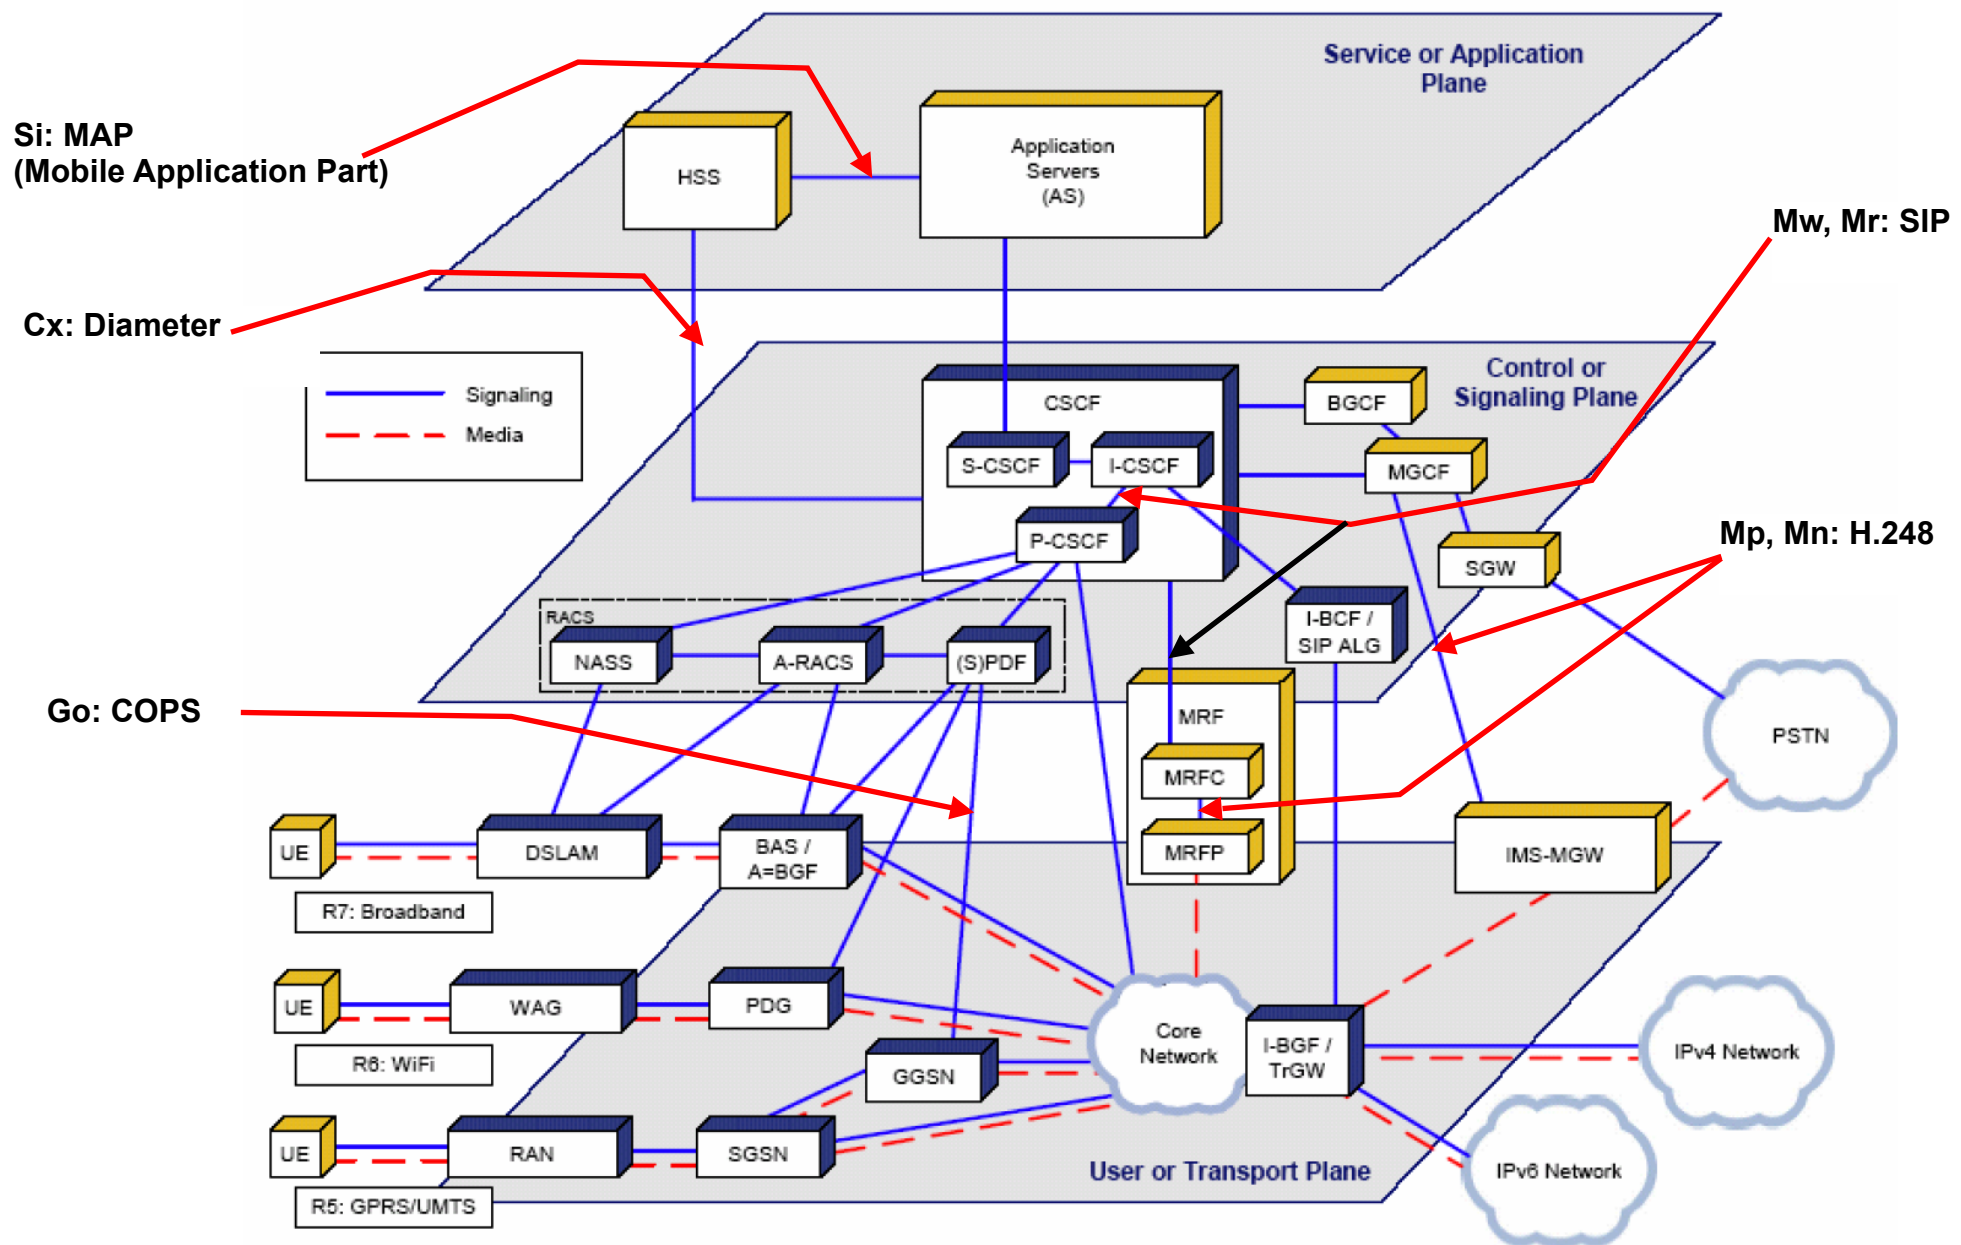 Service or Application
Plane
Si: MAP
(Mobile Application Part)
HSS
Application
Servers
(AS)
Mw, Mr: SIP
Cx: Diameter
Signaling
Media
Control or
Signaling Plane
CSCF
BGCF
S-CSCF
I-CSCF
MGCF
P-CSCF
SGW
Mp, Mn: H.248
RACS
NASS
A-RACS
(S)PDF
I-BCF /
SIP ALG
Go: COPS
MRF
PSTN
MRFC
UE
DSLAM
BAS /
A=BGF
MRFP
IMS-MGW
R7: Broadband
UE
WAG
PDG
Core
Network
I-BGF /
TrGW
IPv4 Network
R6: WiFi
GGSN
UE
RAN
SGSN
User or Transport Plane
IPv6 Network
R5: GPRS/UMTS